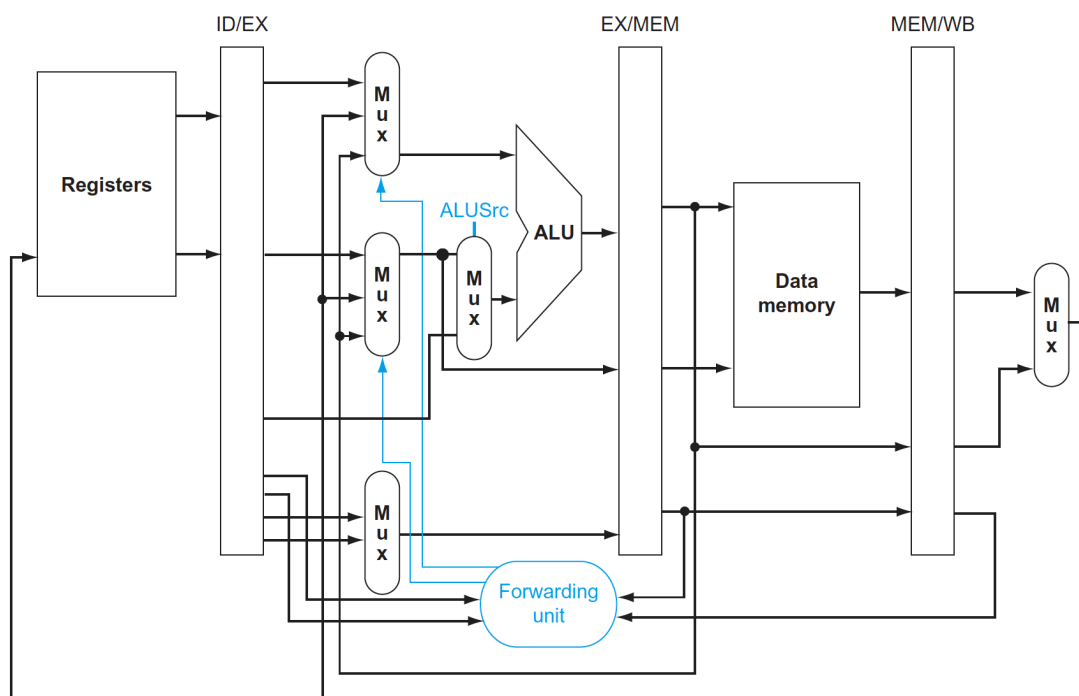 ID/EX
EX/MEM
MEM/WB
Registers
M
u
x
ALUSrc
M
u
x
M
u
x
ALU
Data
memory
M
u
x
M
u
x
Forwarding
unit